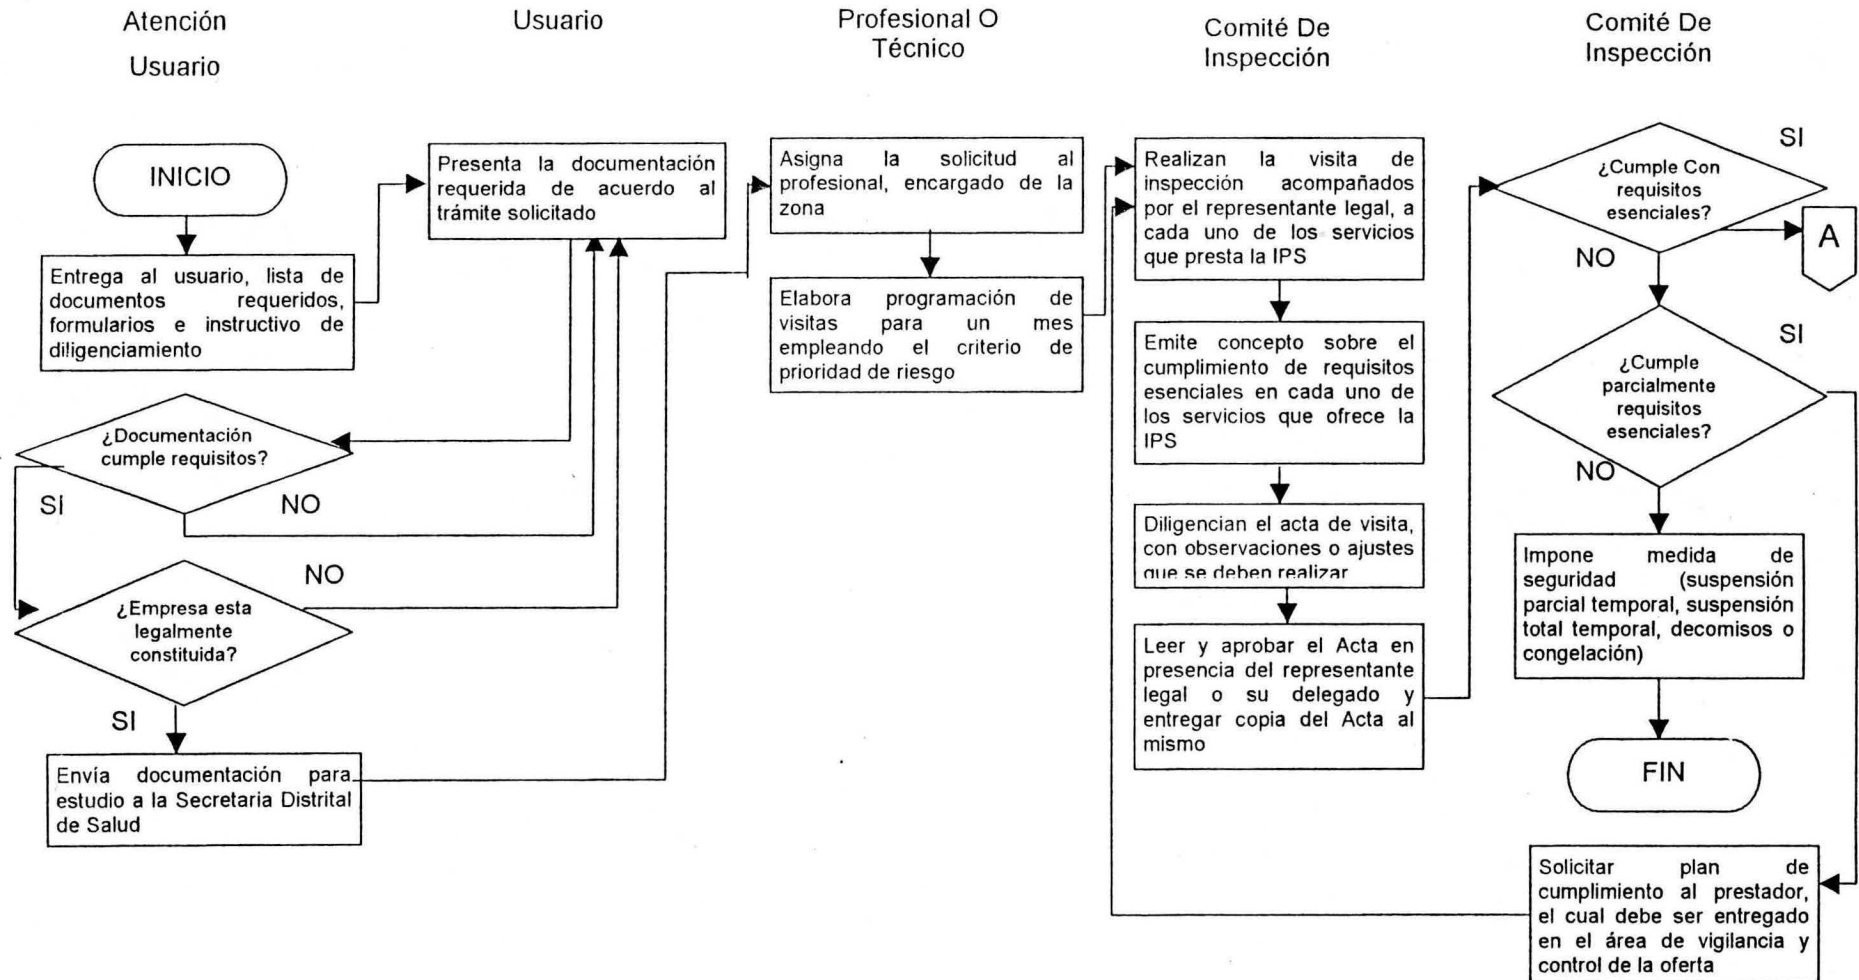 Atención
Usuario
Usuario
Profesional O
Técnico
Comité De
Inspección
Comité De
Inspección
INICIO
Entrega al usuario, lista de
documentos requeridos,
formularios e instructivo de
diligenciamiento
¿Documentación
cumple requisitos?
SI
NO
¿Empresa esta
legalmente
constituida?
NO
SI
Envía documentación para
estudio a la Secretaria Distrital
de Salud
Presenta la documentación
requerida de acuerdo al
trámite solicitado
Asigna la solicitud al
profesional, encargado de la
zona
Elabora programación de
visitas para un mes
empleando el criterio de
prioridad de riesgo
Realizan la visita de
inspección acompañados
por el representante legal, a
cada uno de los servicios
que presta la IPS
Emite concepto sobre el
cumplimiento de requisitos
esenciales en cada uno de
los servicios que ofrece la
IPS
Diligencian el acta de visita,
con observaciones o ajustes
que se deben realizar
Leer y aprobar el Acta en
presencia del representante
legal o su delegado y
entregar copia del Acta al
mismo
¿Cumple Con
requisitos
esenciales?
SI
A
NO
¿Cumple
parcialmente
requisitos
esenciales?
SI
NO
Impone medida de
seguridad (suspensión
parcial temporal, suspensión
total temporal, decomisos o
congelación)
FIN
Solicitar plan de
cumplimiento al prestador,
el cual debe ser entregado
en el área de vigilancia y
control de la oferta